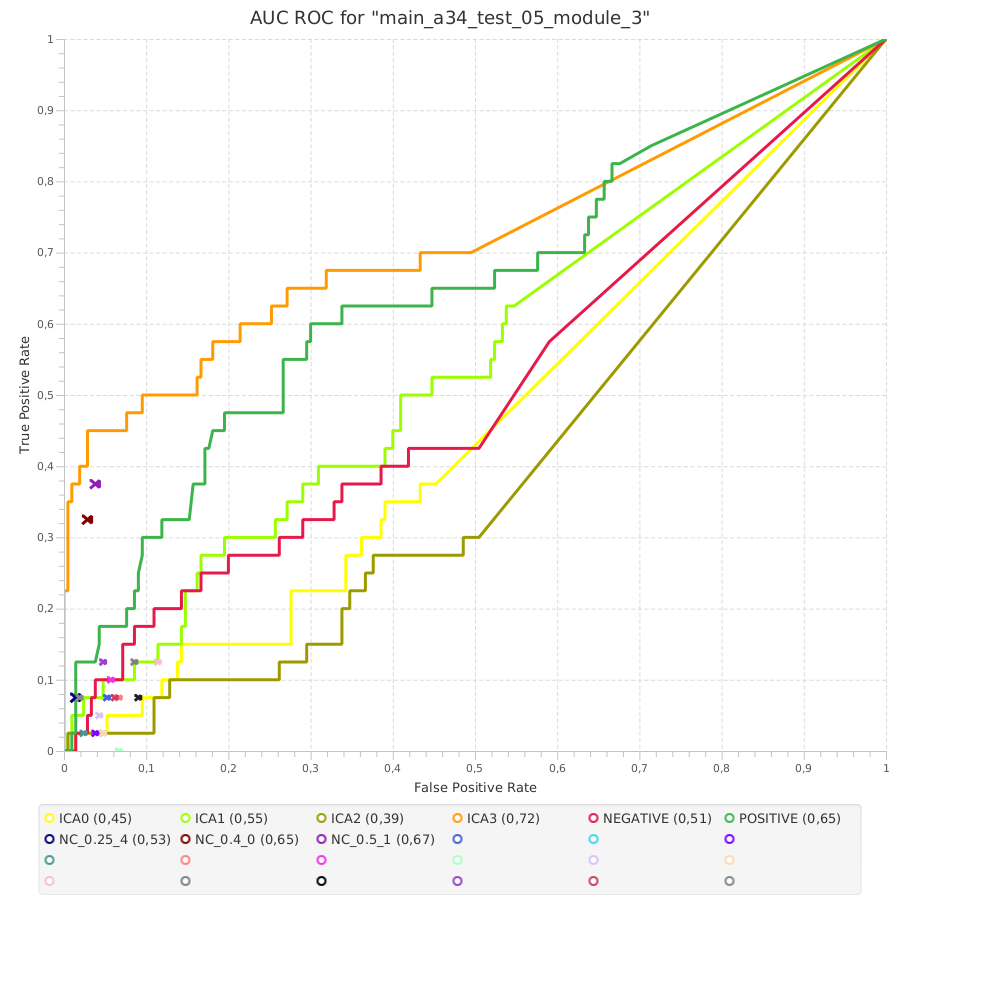 AUC ROC for "main_a34_test_05_module_3"
1
0,9
0,8
0,7
0,6
0,5
0,4
0,3
0,2
0,1
0
True Positive Rate
0 0,1 0,2 0,3 0,4 0,5 0,6 0,7 0,8 0,9 1
False Positive Rate
ICA0 (0,45) ICA1 (0,55) ICA2 (0,39) ICA3 (0,72) NEGATIVE (0,51) POSITIVE (0,65)
NC_0.25_4 (0,53) NC_0.4_0 (0,65) NC_0.5_1 (0,67)